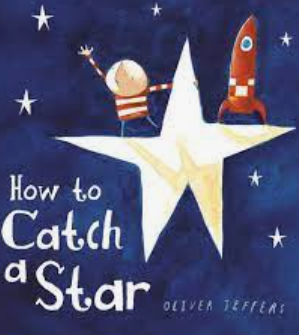 How to
Catch
a Star
OLIVER JEFFERS